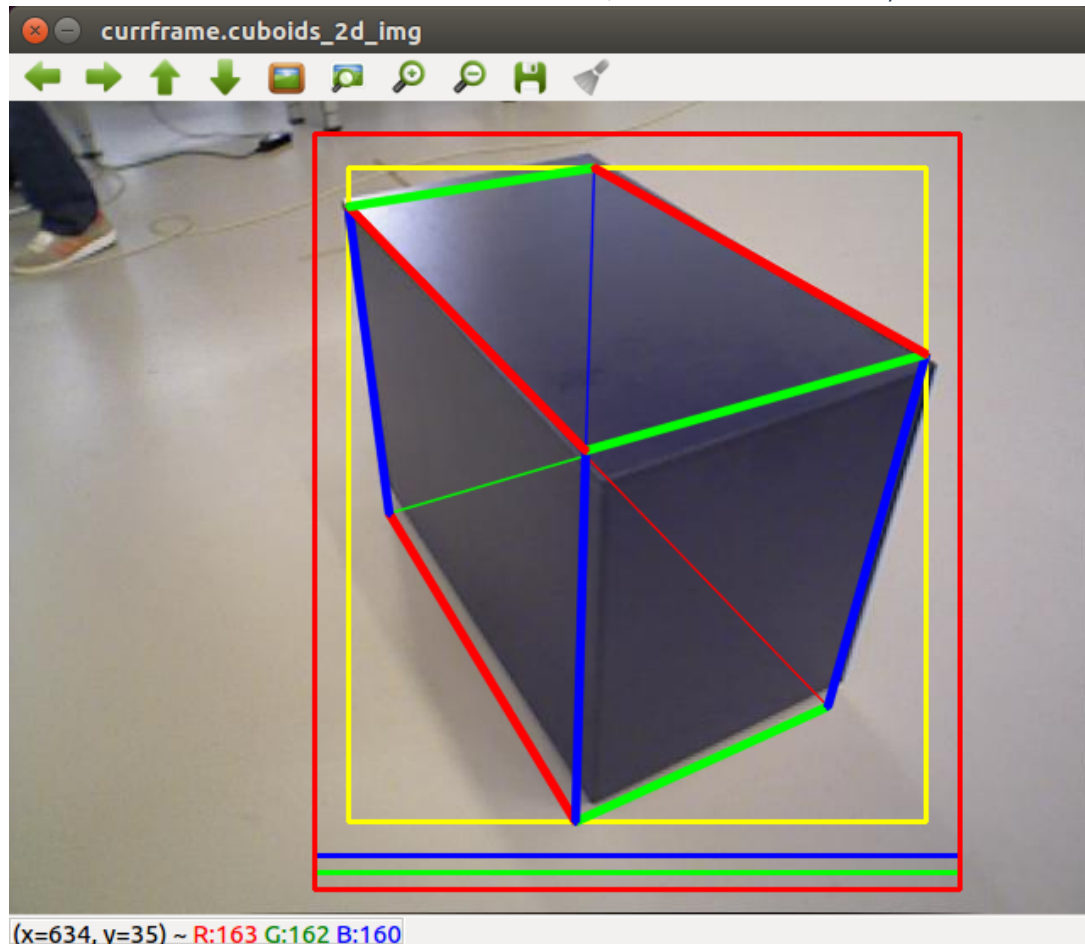 currframe.cuboids_2d_img
(x=634, y=35) ~ R:163 G:162 B:160